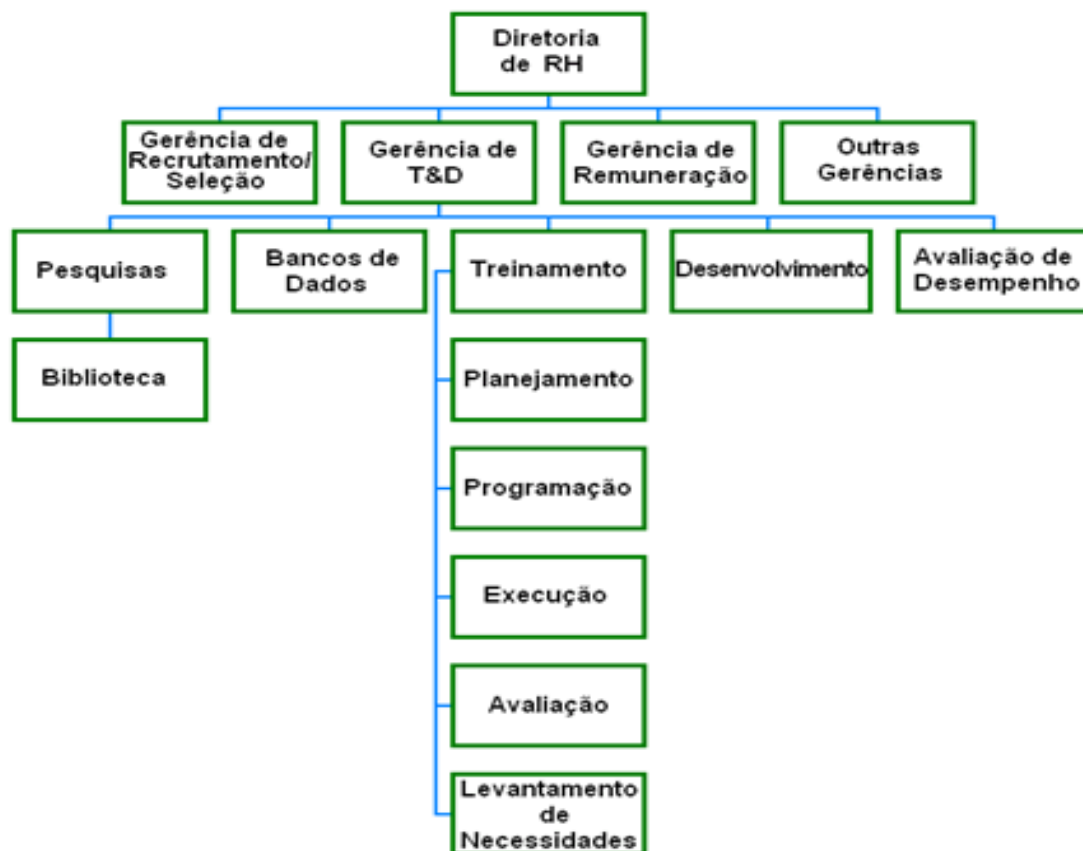 Diretoria
de RH
Gerência de
Recrutamento/
Seleção
Gerência de
T&D
Gerência de
Remuneração
Outras
Gerências
Pesquisas
Bancos de
Dados
Treinamento
Desenvolvimento
Avaliação de
Desempenho
Biblioteca
Planejamento
Programação
Execução
Avaliação
Levantamento
de
Necessidades